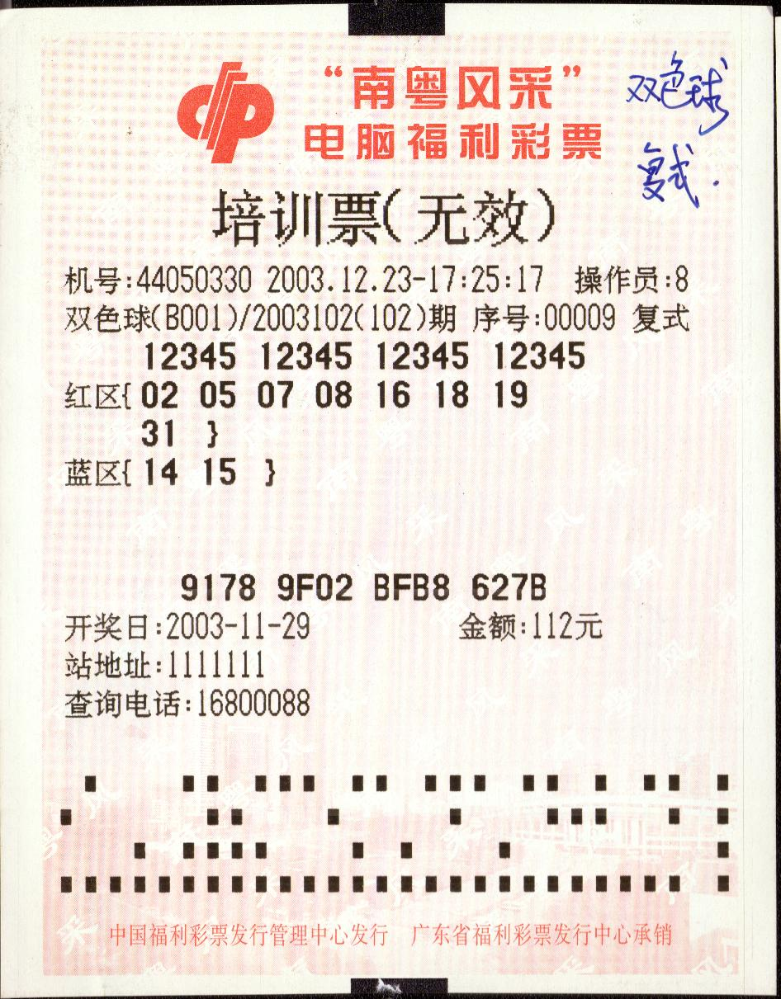 “南粤风采”
电脑福利彩票
双色球
复式.
培训票(无效)
机号:44050330 2003.12.23-17:25:17 操作员:8
双色球(B001)/2003102(102)期 序号:00009 复式
12345 12345 12345 12345
红区{ 02 05 07 08 16 18 19
31 }
蓝区{ 14 15 }
9178 9F02 BFB8 627B
开奖日:2003-11-29 金额:112元
站地址:1111111
查询电话:16800088
中国福利彩票发行管理中心发行 广东省福利彩票发行中心承销